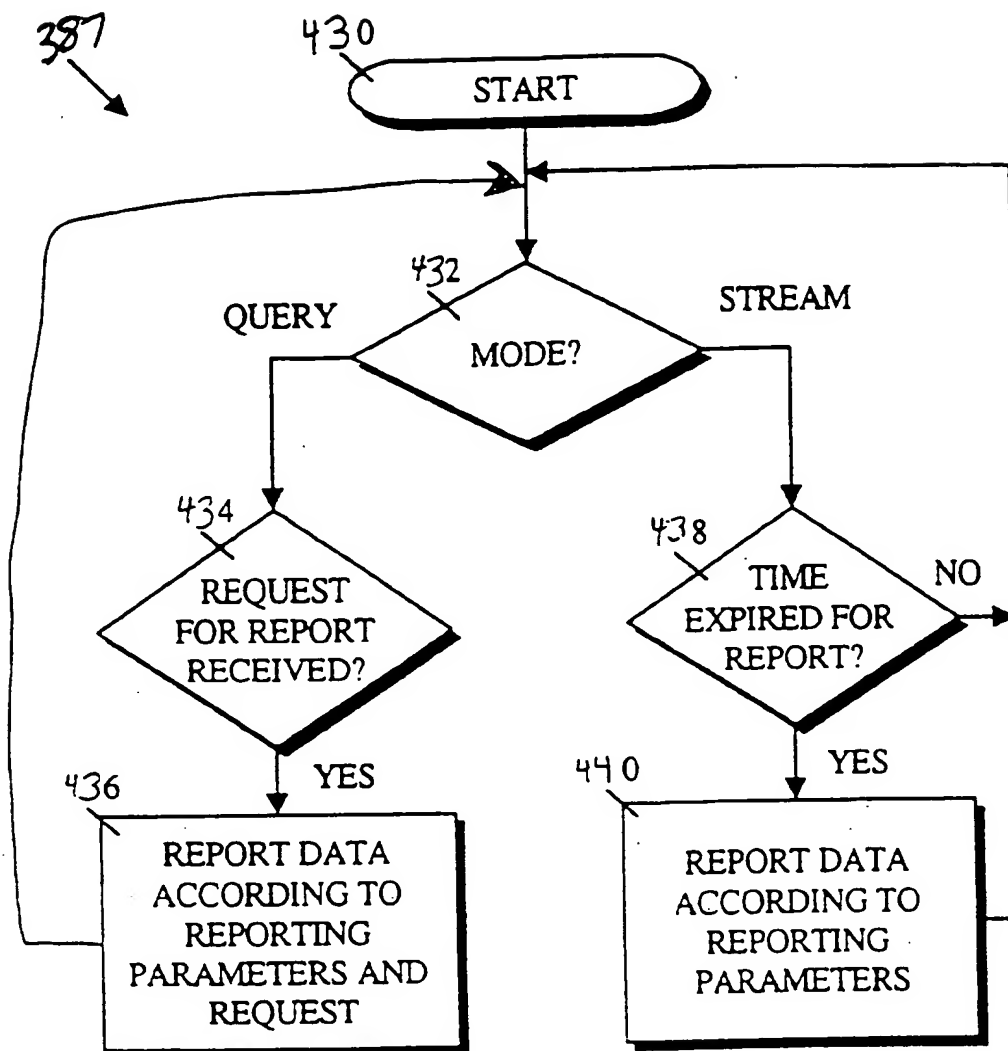 387
430
START
432
QUERY
STREAM
MODE?
434
REQUEST
FOR REPORT
RECEIVED?
438
TIME
EXPIRED FOR
REPORT?
NO
YES
YES
436
REPORT DATA
ACCORDING TO
REPORTING
PARAMETERS AND
REQUEST
440
REPORT DATA
ACCORDING TO
REPORTING
PARAMETERS